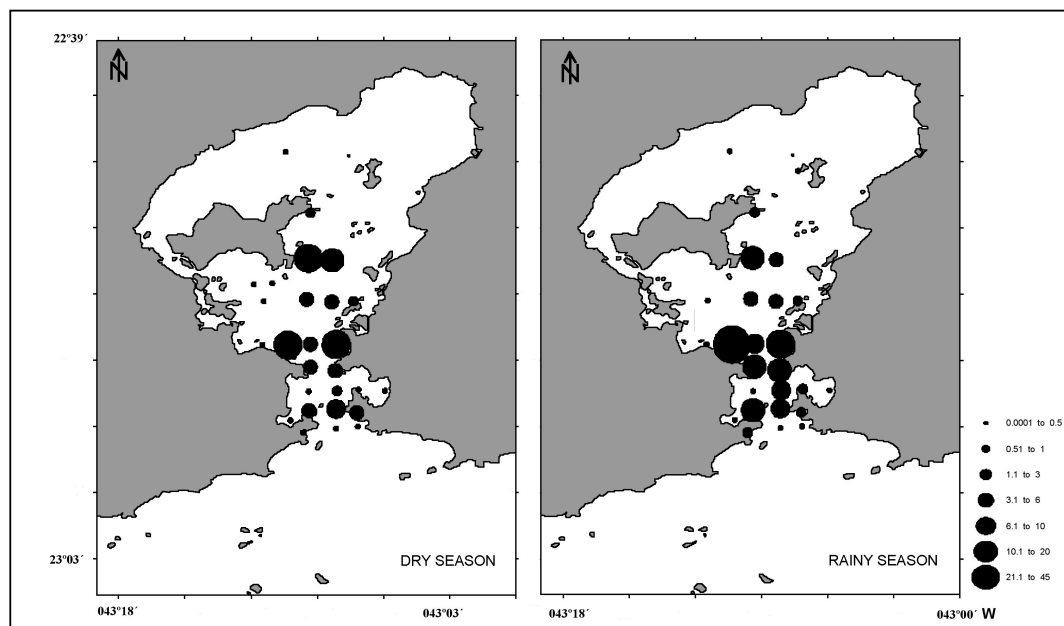 22°39´
N
N
0.0001 to 0.5
0.51 to 1
1.1 to 3
3.1 to 6
6.1 to 10
10.1 to 20
21.1 to 45
23°03´
DRY SEASON
RAINY SEASON
043°18´
043°03´
043°18´
043°00´ W